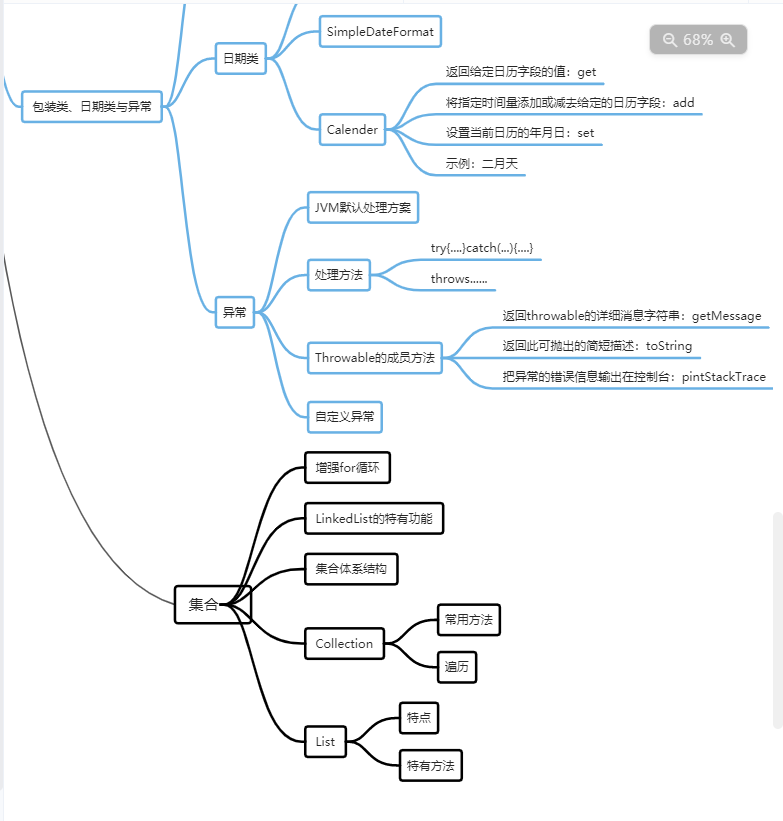 SimpleDateFormat
68%
日期类
返回给定日历字段的值：get
包装类、日期类与异常
将指定时间量添加或减去给定的日历字段：add
Calender
设置当前日历的年月日：set
示例：二月天
JVM默认处理方案
try{....}catch(...){....}
处理方法
throws......
异常
返回throwable的详细消息字符串：getMessage
返回此可抛出的简短描述：toString
Throwable的成员方法
把异常的错误信息输出在控制台：pintStackTrace
自定义异常
增强for循环
LinkedList的特有功能
集合体系结构
集合
常用方法
Collection
遍历
特点
List
特有方法